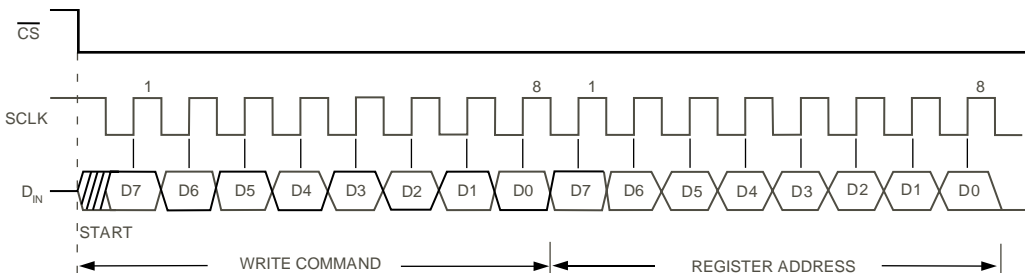 CS
1 8 1 8
SCLK
DIN D7 D6 D5 D4 D3 D2 D1 D0 D7 D6 D5 D4 D3 D2 D1 D0
START
WRITE COMMAND REGISTER ADDRESS